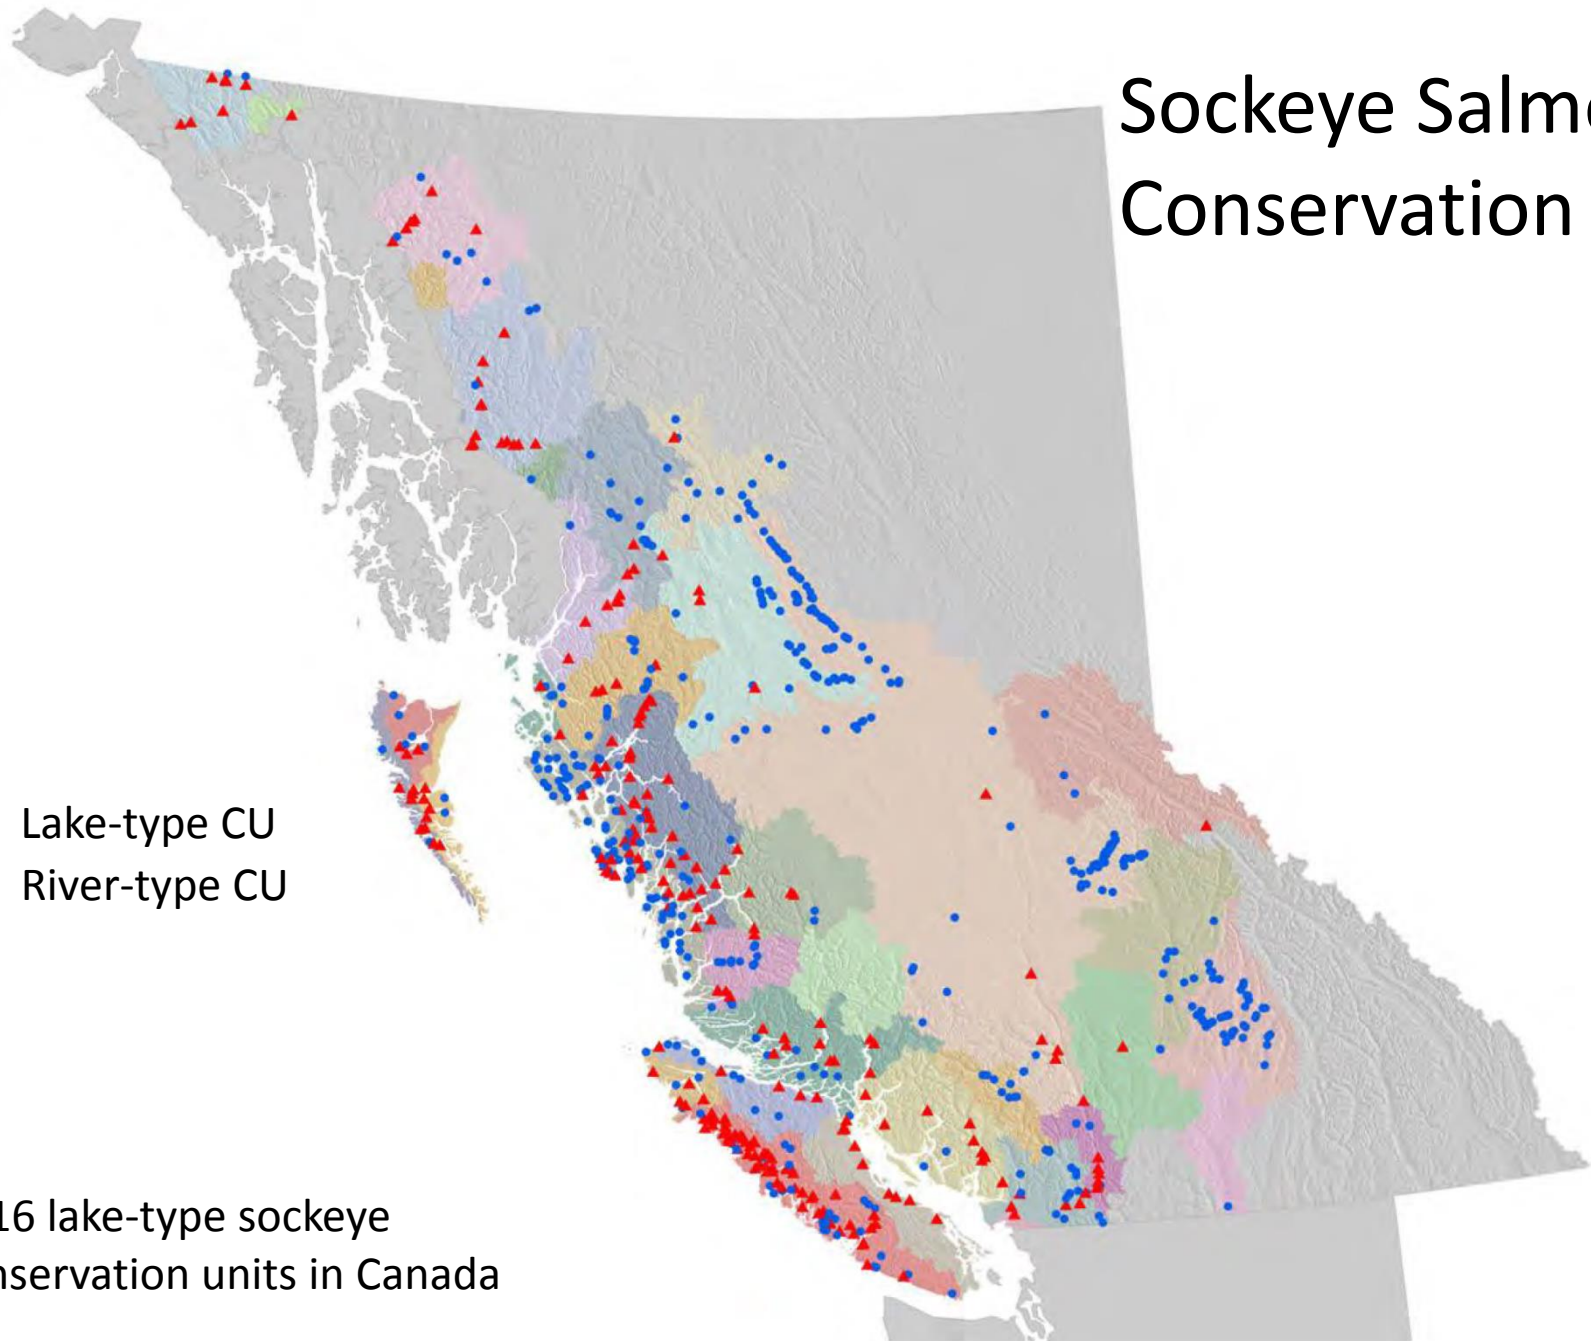 Sockeye Salm
Conservation
Lake-type CU
River-type CU
16 lake-type sockeye
nservation units in Canada